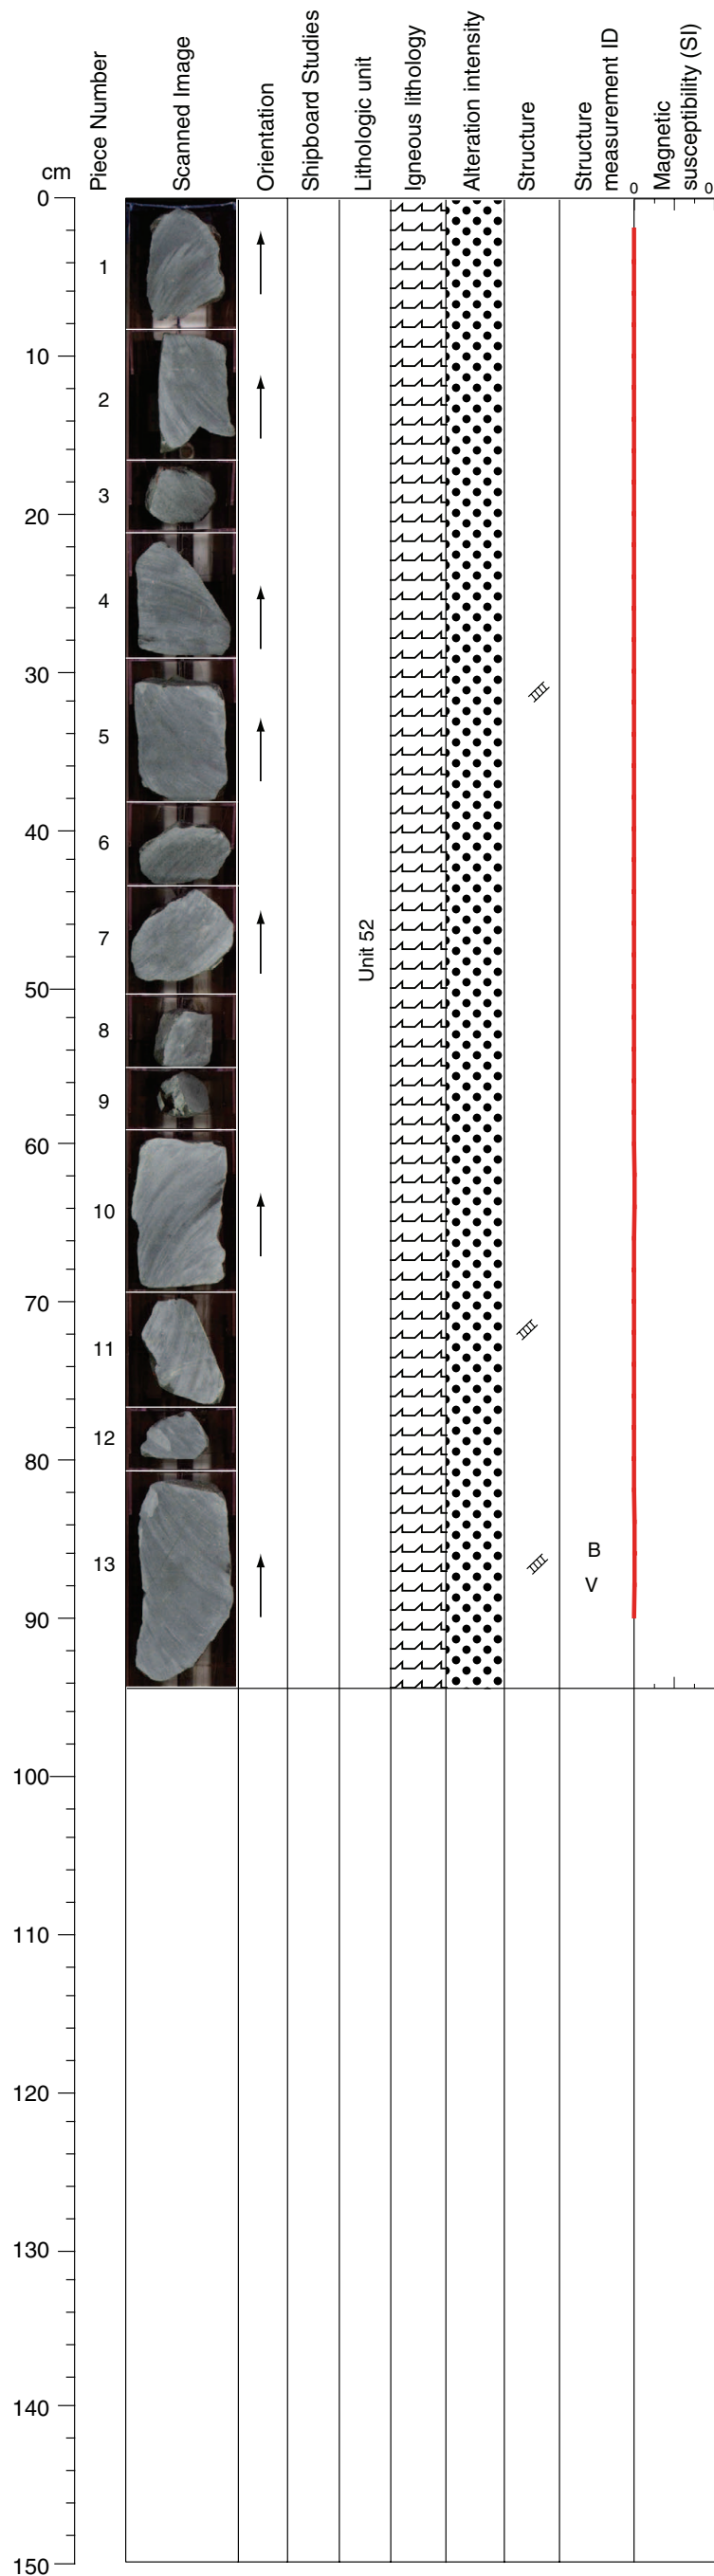 cm
Piece Number
Scanned Image
Orientation
Shipboard Studies
Lithologic unit
Igneous lithology
Alteration intensity
Structure
Structure
measurement ID
Magnetic
susceptibility (SI)
0
0
0
1
10
2
3
20
4
30
5
40
6
7
Unit 52
50
8
9
60
10
70
11
12
80
13
B
V
90
100
110
120
130
140
150